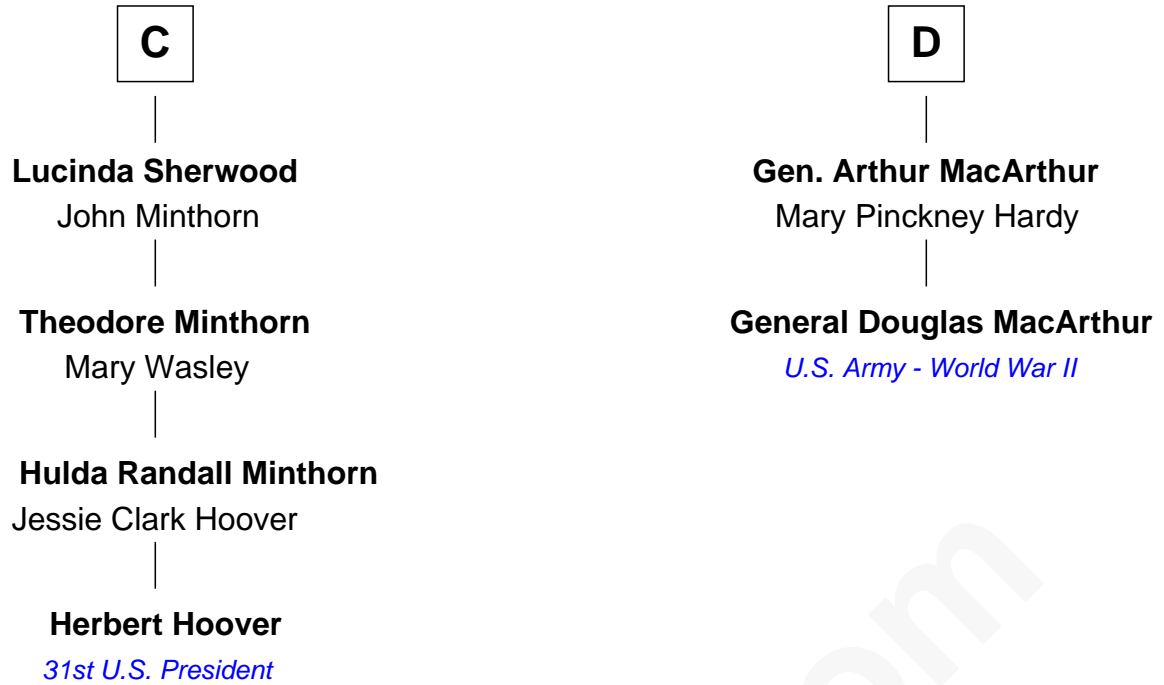 C
Lucinda Sherwood
John Minthorn
Theodore Minthorn
Mary Wasley
Hulda Randall Minthorn
Jessie Clark Hoover
Herbert Hoover
31st U.S. President
D
Gen. Arthur MacArthur
Mary Pinckney Hardy
General Douglas MacArthur
U.S. Army - World War II
om